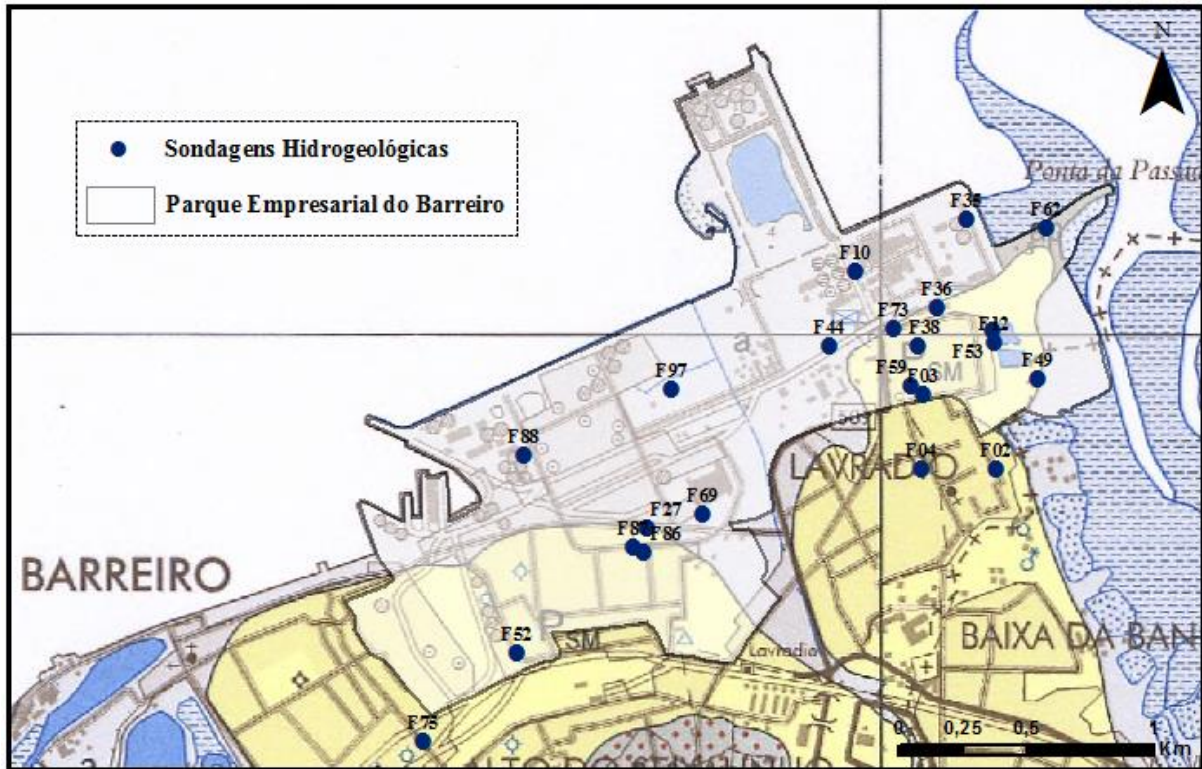 N
Sondagens Hidrogeológicas
Parque Empresarial do Barreiro
Ponta da Passad
F35
F62
F10
F36
F73
F38
F12
F44
a
F53
F59
SM
F49
F97
F03
F88
F04
F02
LAVRADIO
F69
F27
F86
BARREIRO
P
SM
F52
BAIXA DA BAN
Lavradio
F75
0 0,25 0,5 1
Km
a